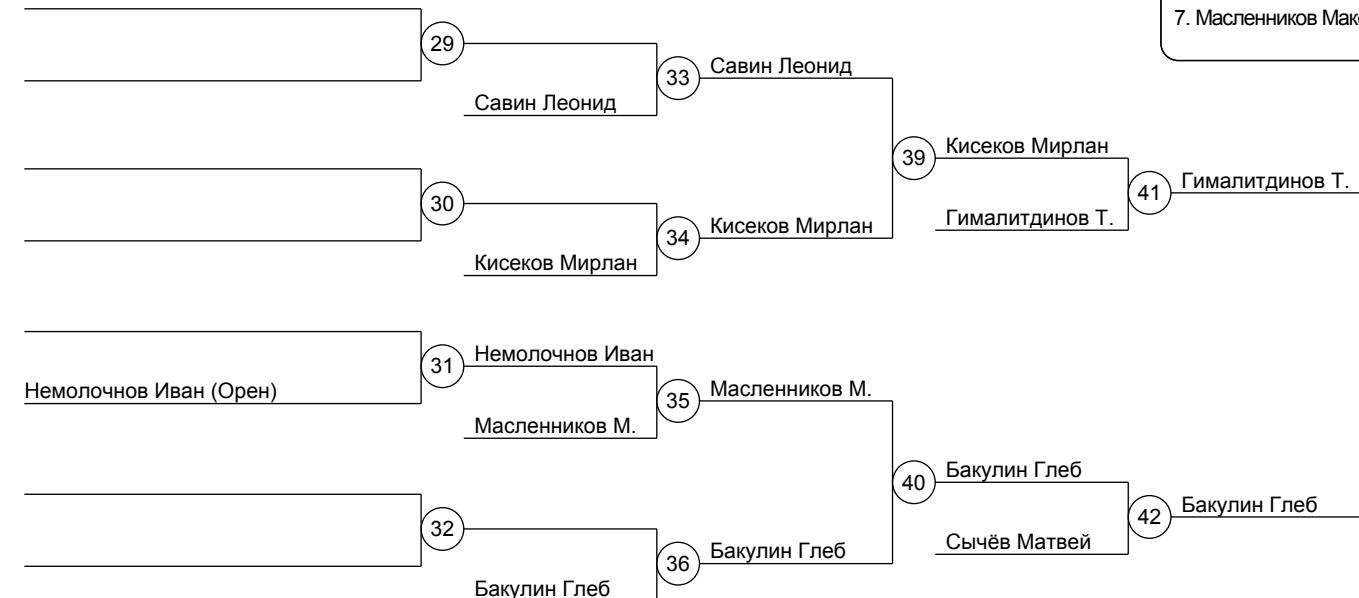 7. Масленников
29
Савин Леонид
33
Савин Леонид
39
Кисеков Мирлан
41
Гималитдинов Т.
30
Гималитдинов Т.
34
Кисеков Мирлан
Кисеков Мирлан
31
Немолочнов Иван
Немолочнов Иван (Орен)
35
Масленников М.
Масленников М.
40
Бакулин Глеб
42
Бакулин Глеб
32
Сычёв Матвей
36
Бакулин Глеб
Бакулин Глеб